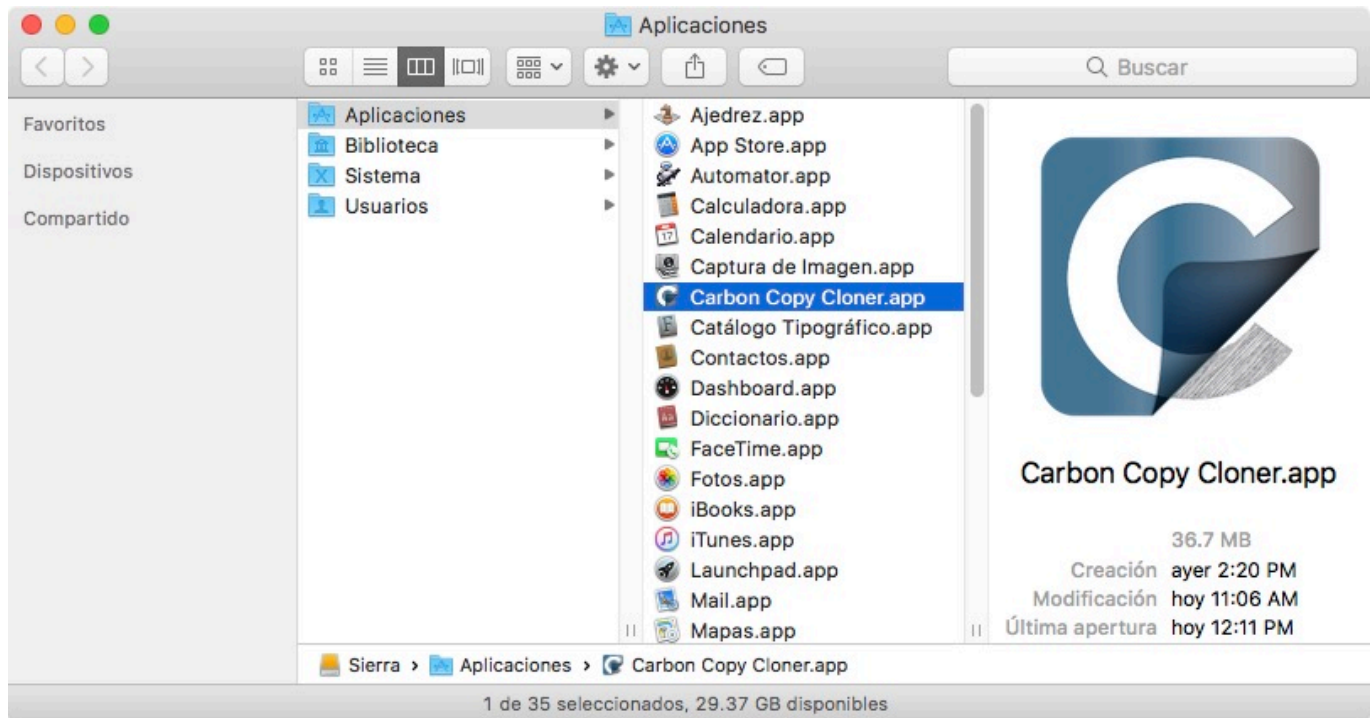 Aplicaciones
Buscar
Favoritos
Dispositivos
Compartido
Aplicaciones
Biblioteca
Sistema
Usuarios
Ajedrez.app
App Store.app
Automator.app
Calculadora.app
Calendario.app
Captura de Imagen.app
Carbon Copy Cloner.app
Catálogo Tipográfico.app
Contactos.app
Dashboard.app
Diccionario.app
FaceTime.app
Fotos.app
iBooks.app
iTunes.app
Launchpad.app
Mail.app
Mapas.app
Carbon Copy Cloner.app
36.7 MB
Creación ayer 2:20 PM
Modificación hoy 11:06 AM
Última apertura hoy 12:11 PM
Sierra › Aplicaciones › Carbon Copy Cloner.app
1 de 35 seleccionados, 29.37 GB disponibles